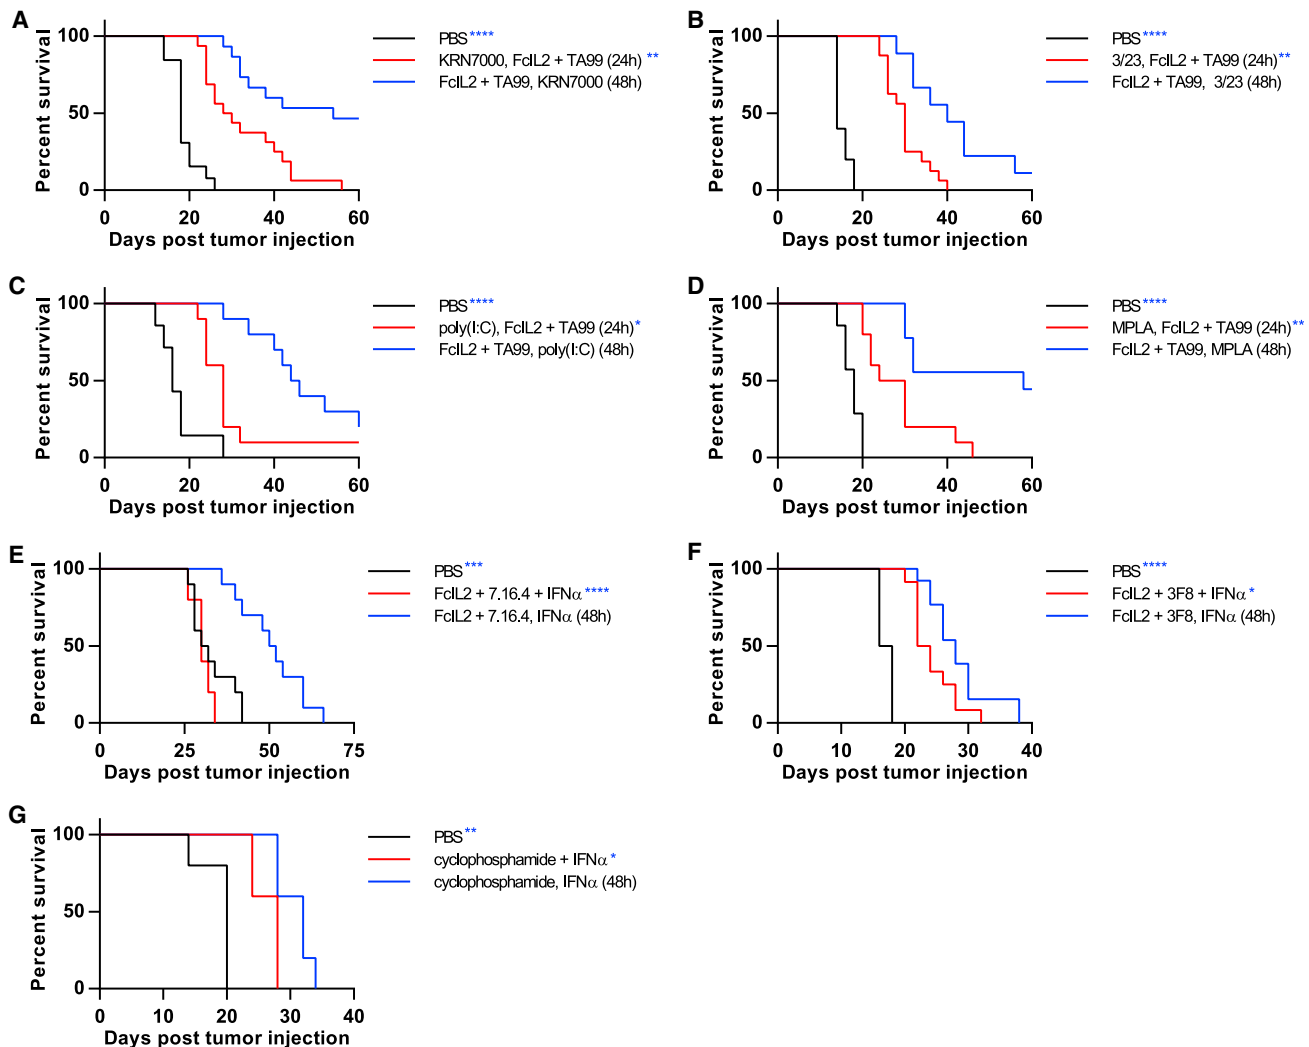 A
Percent survival
100
50
0
0 20 40 60
Days post tumor injection
PBS ****
KRN7000, FcIL2 + TA99 (24h) **
FcIL2 + TA99, KRN7000 (48h)
B
Percent survival
100
50
0
0 20 40 60
Days post tumor injection
PBS ****
3/23, FcIL2 + TA99 (24h) **
FcIL2 + TA99, 3/23 (48h)
C
Percent survival
100
50
0
0 20 40 60
Days post tumor injection
PBS ****
poly(I:C), FcIL2 + TA99 (24h) *
FcIL2 + TA99, poly(I:C) (48h)
D
Percent survival
100
50
0
0 20 40 60
Days post tumor injection
PBS ****
MPLA, FcIL2 + TA99 (24h) **
FcIL2 + TA99, MPLA (48h)
E
Percent survival
100
50
0
0 25 50 75
Days post tumor injection
PBS ***
FcIL2 + 7.16.4 + IFNα ****
FcIL2 + 7.16.4, IFNα (48h)
F
Percent survival
100
50
0
0 10 20 30 40
Days post tumor injection
PBS ****
FcIL2 + 3F8 + IFNα *
FcIL2 + 3F8, IFNα (48h)
G
Percent survival
100
50
0
0 10 20 30 40
Days post tumor injection
PBS **
cyclophosphamide + IFNα *
cyclophosphamide, IFNα (48h)